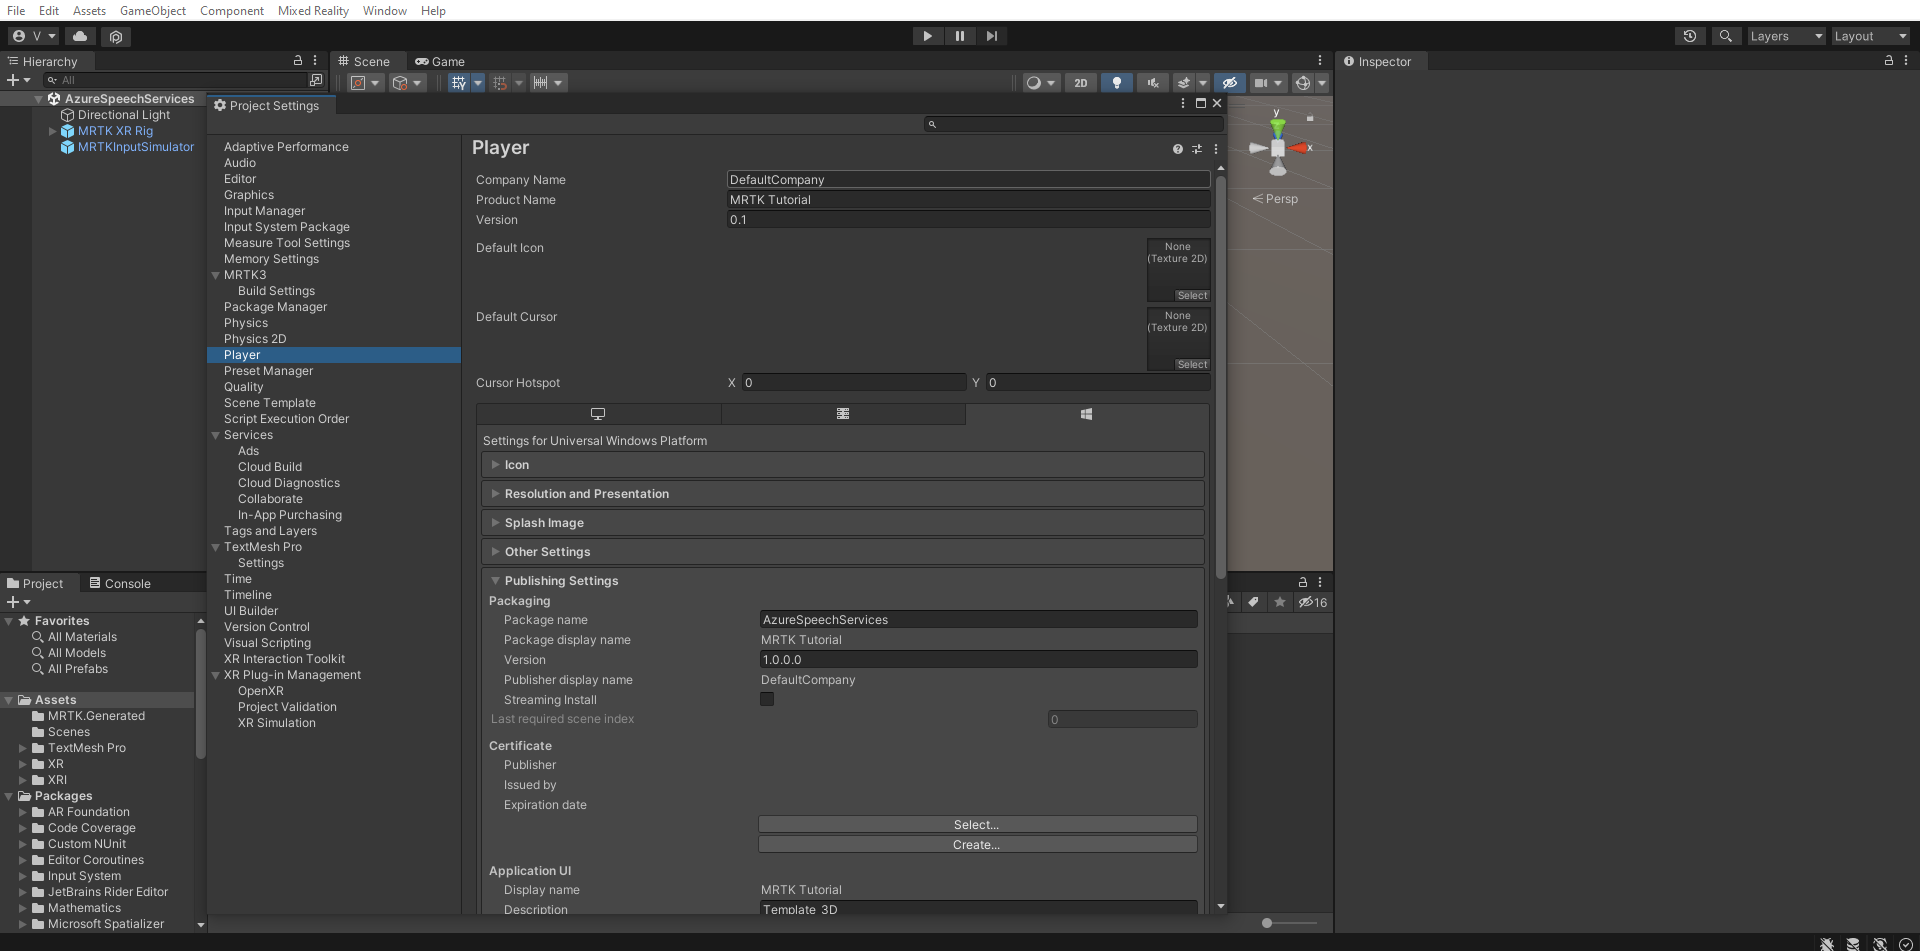 File Edit Assets GameObject Component Mixed Reality Window Help
V Layers Layout
Hierarchy
All
AzureSpeechServices
Directional Light
MRTK XR Rig
MRTKInputSimulator
Scene Game
2D
Inspector
y
x
Persp
Project Settings
Adaptive Performance
Audio
Editor
Graphics
Input Manager
Input System Package
Measure Tool Settings
Memory Settings
MRTK3
Build Settings
Package Manager
Physics
Physics 2D
Player
Preset Manager
Quality
Scene Template
Script Execution Order
Services
Ads
Cloud Build
Cloud Diagnostics
Collaborate
In-App Purchasing
Tags and Layers
TextMesh Pro
Settings
Time
Timeline
UI Builder
Version Control
Visual Scripting
XR Interaction Toolkit
XR Plug-in Management
OpenXR
Project Validation
XR Simulation
Player
Company Name DefaultCompany
Product Name MRTK Tutorial
Version 0.1
Default Icon
None
(Texture 2D)
Select
Default Cursor
None
(Texture 2D)
Select
Cursor Hotspot X 0 Y 0
Settings for Universal Windows Platform
Icon
Resolution and Presentation
Splash Image
Other Settings
Publishing Settings
Packaging
Package name AzureSpeechServices
Package display name MRTK Tutorial
Version 1.0.0.0
Publisher display name DefaultCompany
Streaming Install
Last required scene index 0
Certificate
Publisher
Issued by
Expiration date
Select...
Create...
Application UI
Display name MRTK Tutorial
Description Template_3D
Project Console
16
Favorites
All Materials
All Models
All Prefabs
Assets
MRTK.Generated
Scenes
TextMesh Pro
XR
XRI
Packages
AR Foundation
Code Coverage
Custom NUnit
Editor Coroutines
Input System
JetBrains Rider Editor
Mathematics
Microsoft Spatializer